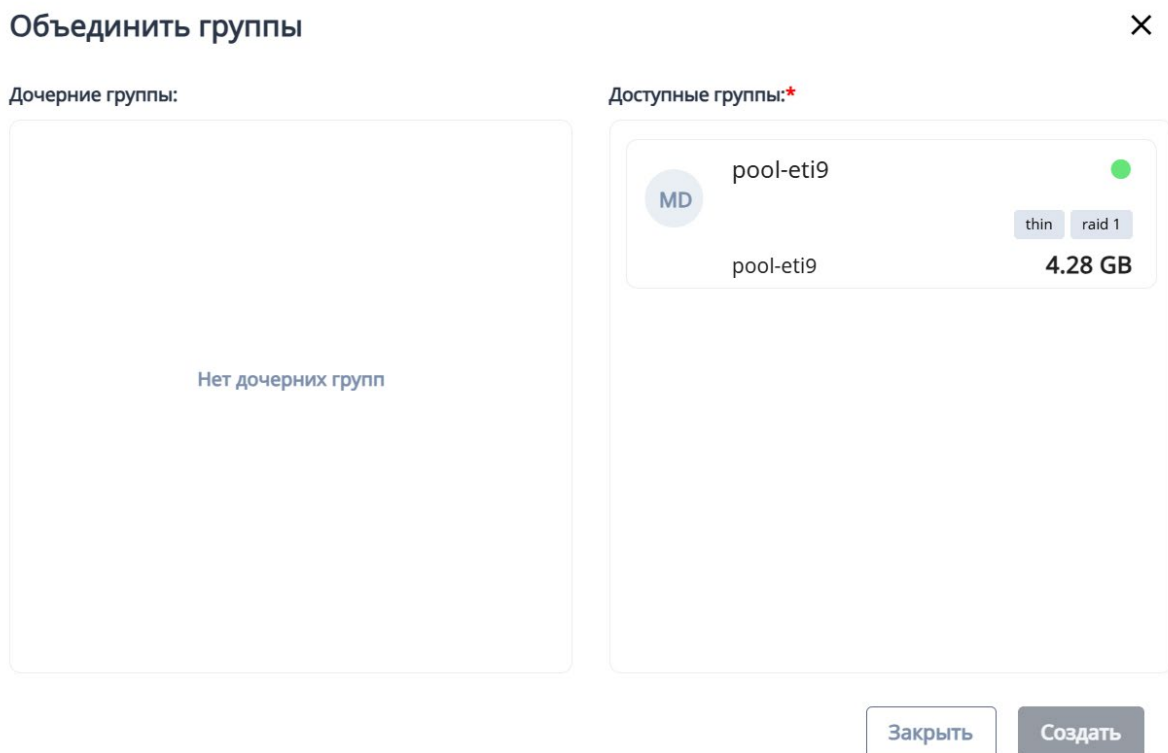 Объединить группы
Дочерние группы:
Нет дочерних групп
Доступные группы:*
MD
pool-eti9
thin raid 1
pool-eti9 4.28 GB
Закрыть Создать